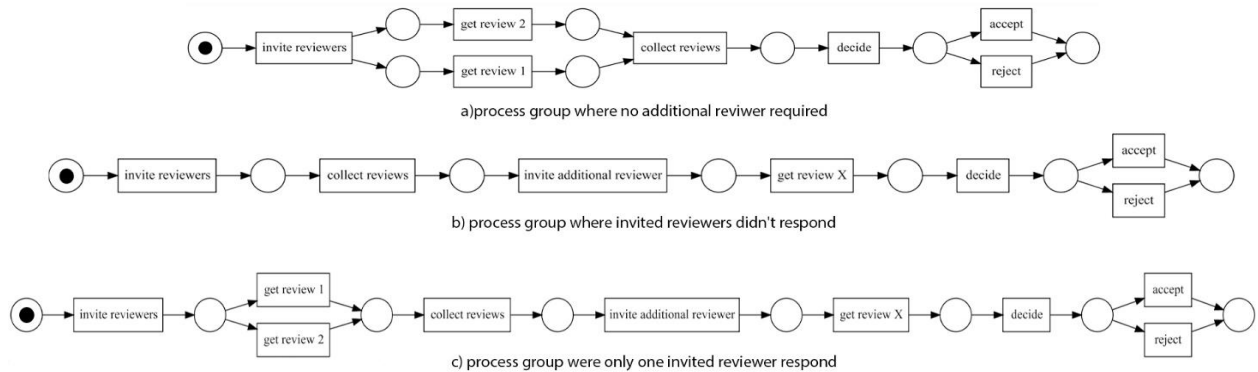 get review 2
accept
invite reviewers
collect reviews
decide
get review 1
reject
a)process group where no additional reviwer required
accept
invite reviewers
collect reviews
invite additional reviewer
get review X
decide
reject
b) process group where invited reviewers didn't respond
get review 1
accept
invite reviewers
collect reviews
invite additional reviewer
get review X
decide
get review 2
reject
c) process group were only one invited reviewer respond